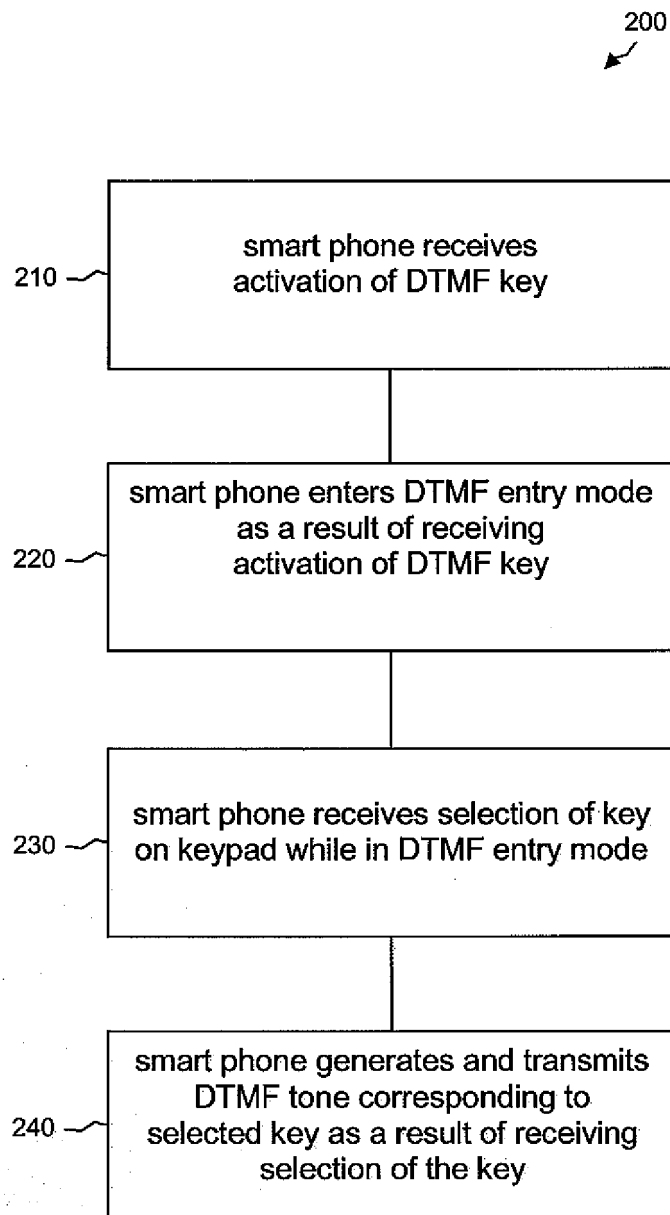 200
smart phone receives
activation of DTMF key
210
smart phone enters DTMF entry mode
as a result of receiving
activation of DTMF key
220
smart phone receives selection of key
on keypad while in DTMF entry mode
230
smart phone generates and transmits
DTMF tone corresponding to
selected key as a result of receiving
selection of the key
240